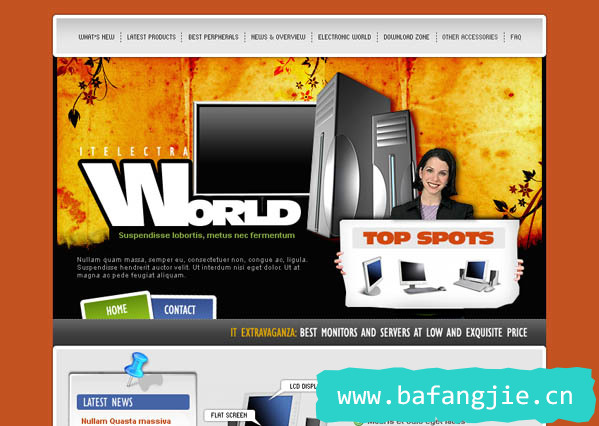 WHAT'S NEW LATEST PRODUCTS BEST PERPHERALS NEWS & OVERVIEW ELECTRONIC WORLD DOWNLOAD ZONE OTHER ACCESSORIES FAQ
ITELECTRA
WORLD
Suspendisse lobortis, metus nec fermentum
TOP SPOTS
Nullam quam massa, semper eu, consectetuer non, congue ac, ligula.
Suspendisse hendrerit auctor velit. Ut interdum nisi eget dolor. Ut at
magna ac pede feugiat aliquam.
HOME CONTACT
IT EXTRAVAGANZA: BEST MONITORS AND SERVERS AT LOW AND EXQUISITE PRICE
LCD DISPL
www.bafangjie.cn
LATEST NEWS
FLAT SCREEN
Nullam Quasta massiva